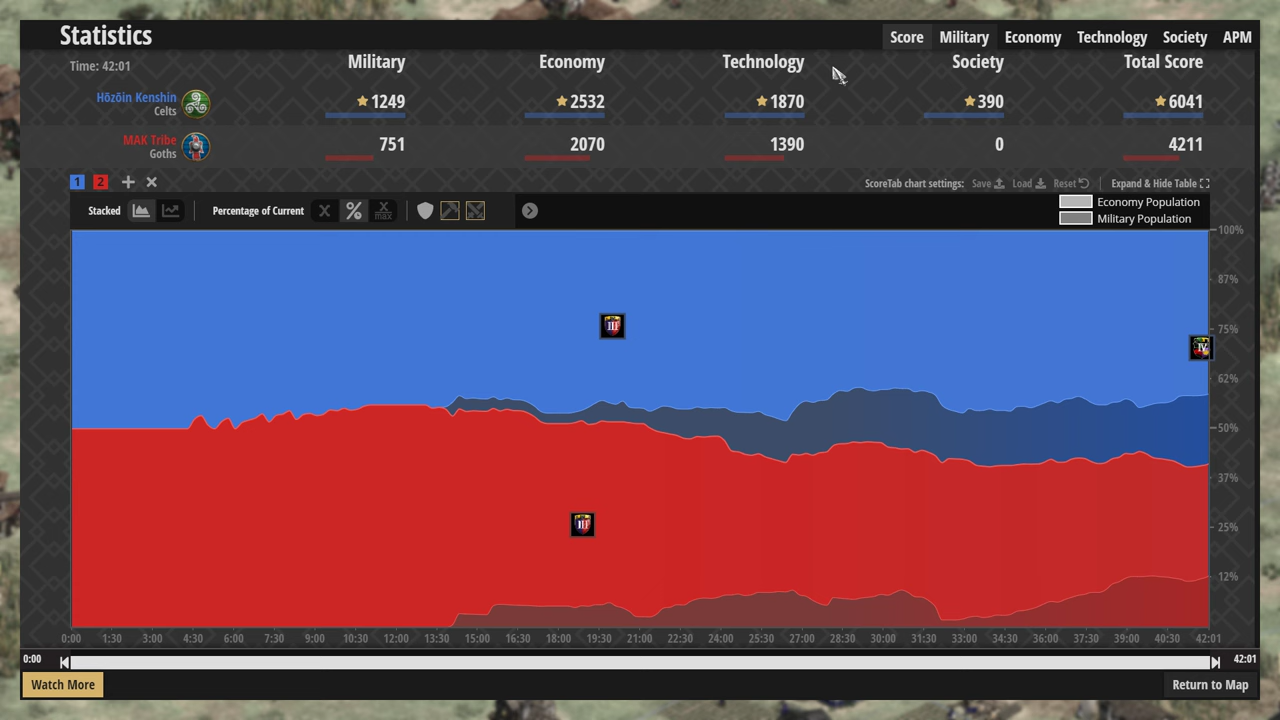 Statistics
Score Military Economy Technology Society APM
Time: 42:01 Military Economy Technology Society Total Score
Hōzōin Kenshin 1249 2532 1870 390 6041
Celts
MAK Tribe 751 2070 1390 0 4211
Goths
1 2 ScoreTab chart settings: Save Load Reset Expand & Hide Table
Stacked Percentage of Current X % X max
Economy Population
Military Population
100%
87%
III
75%
IV
62%
50%
37%
III
25%
12%
0:00 1:30 3:00 4:30 6:00 7:30 9:00 10:30 12:00 13:30 15:00 16:30 18:00 19:30 21:00 22:30 24:00 25:30 27:00 28:30 30:00 31:30 33:00 34:30 36:00 37:30 39:00 40:30 42:01
0:00 42:01
Watch More Return to Map